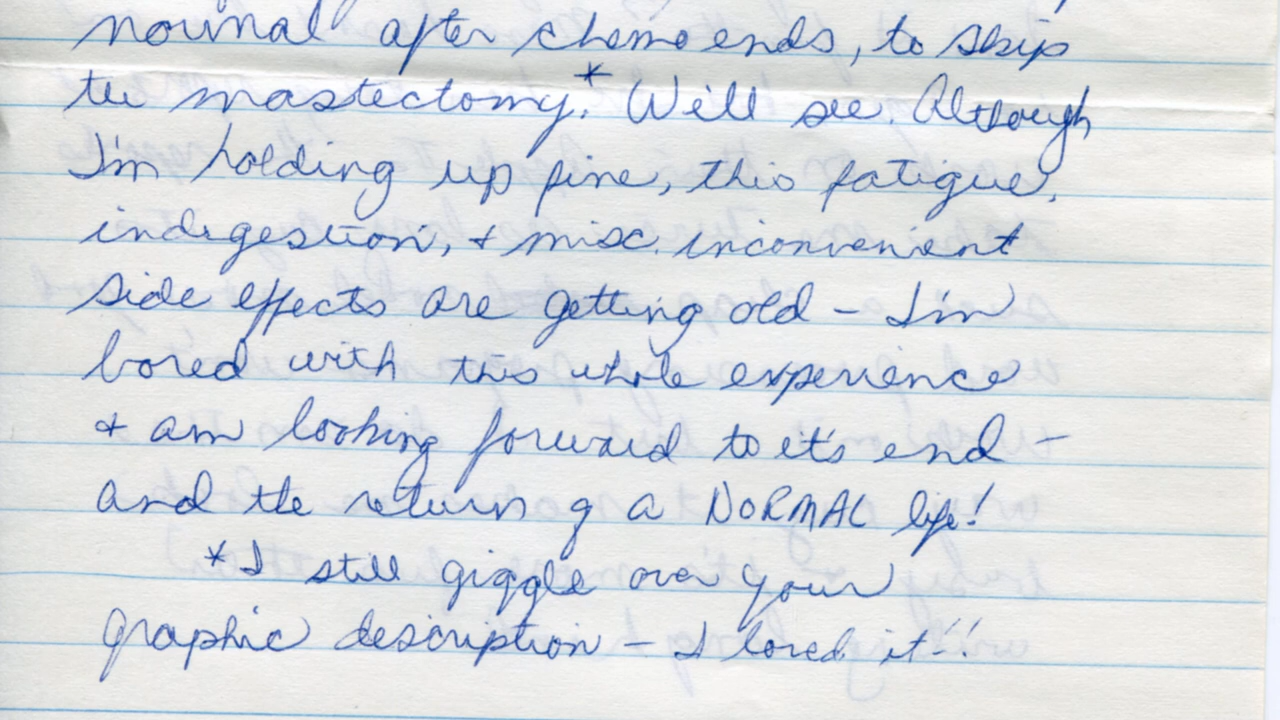 normal after chemo ends, to skip
the mastectomy.* Will see. Although
I'm holding up fine, this fatigue,
indigestion, & misc. inconvenient
side effects are getting old – I'm
bored with this whole experience
& am looking forward to it's end –
and the return of a NORMAL life!
*I still giggle over your
graphic description – I loved it!!